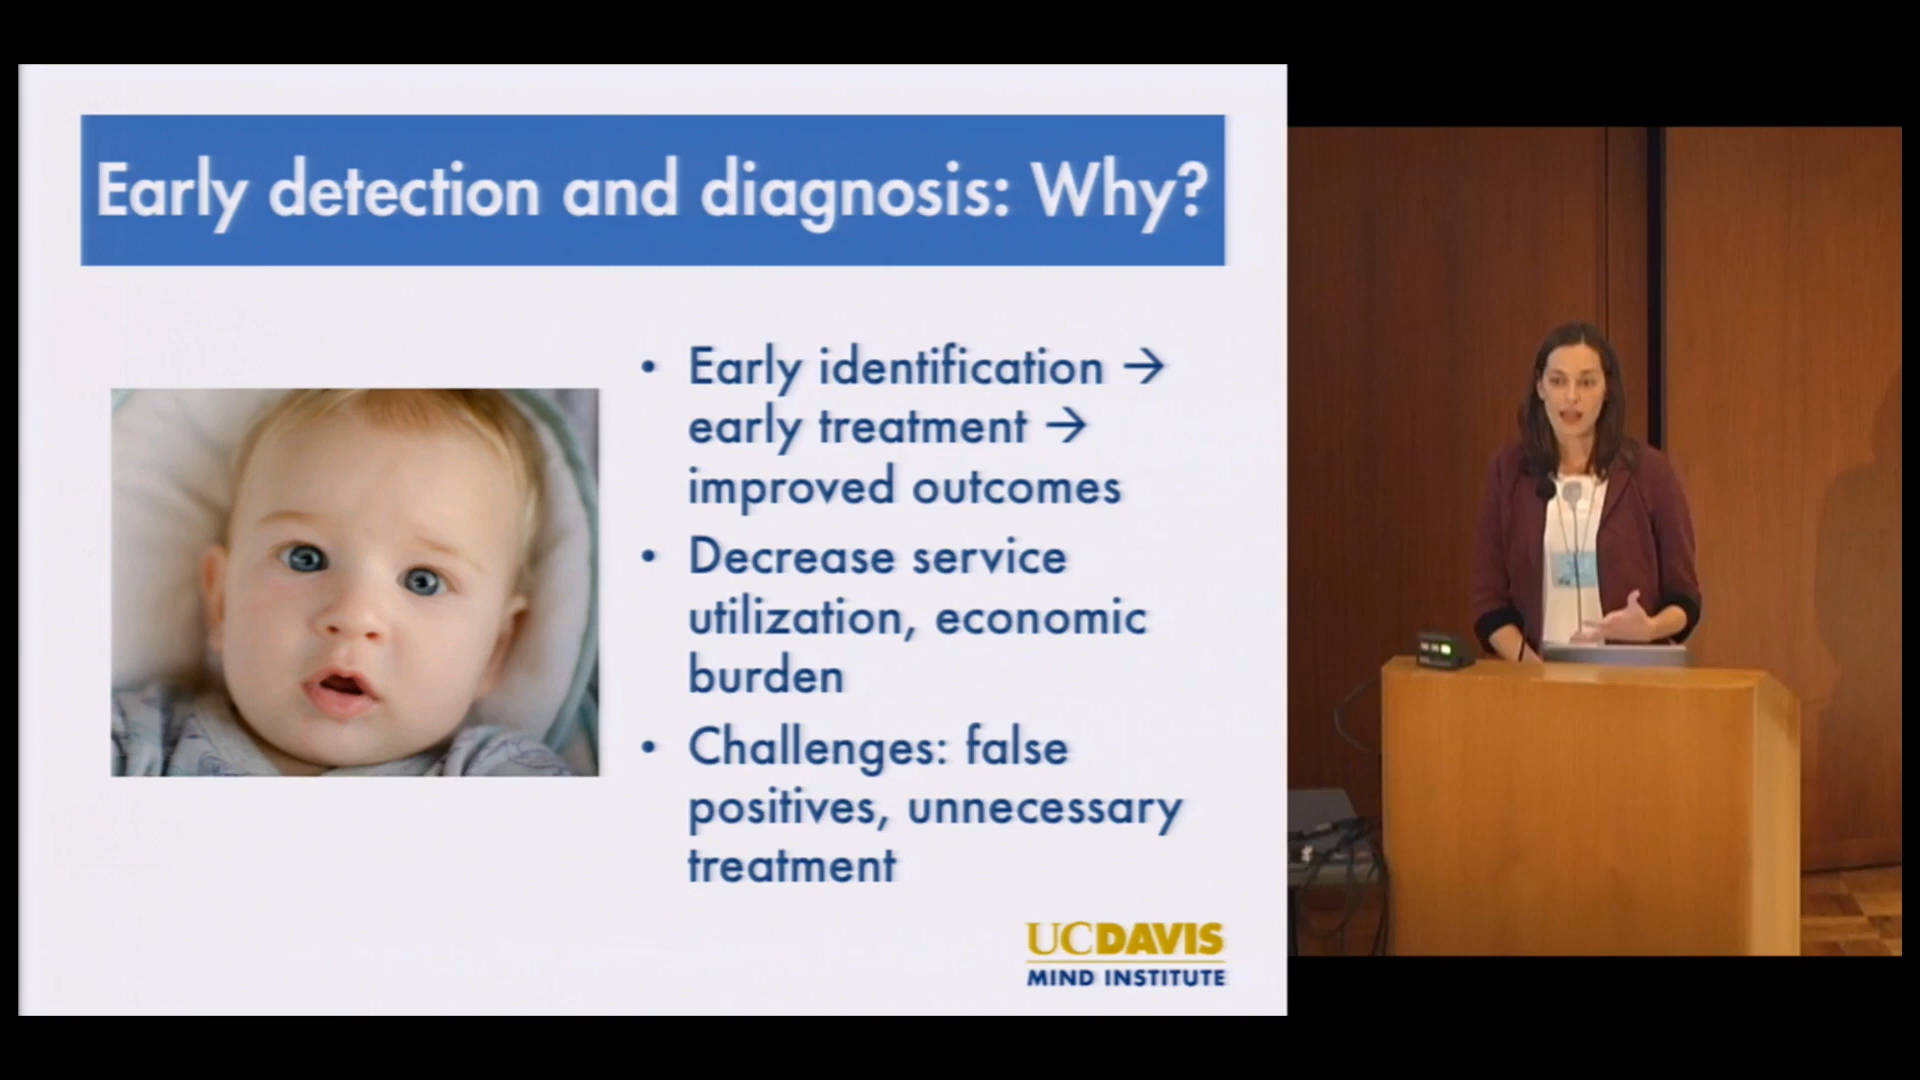 Early detection and diagnosis: Why?
• Early identification →
early treatment →
improved outcomes
• Decrease service
utilization, economic
burden
• Challenges: false
positives, unnecessary
treatment
UCDAVIS
MIND INSTITUTE